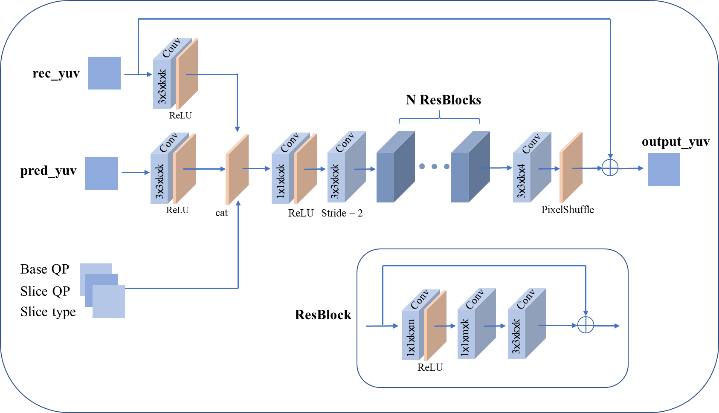 rec_yuv
3x3xkxk
Conv
ReLU
N ResBlocks
output_yuv
pred_yuv
3x3xkxk
Conv
ReLU
cat
1x1xkxk
Conv
ReLU
3x3xkxk
Conv
Stride = 2
3x3xkx4
Conv
PixelShuffle
Base QP
Slice QP
Slice type
ResBlock
1x1xkxm
Conv
ReLU
1x1xmxk
Conv
3x3xkxk
Conv